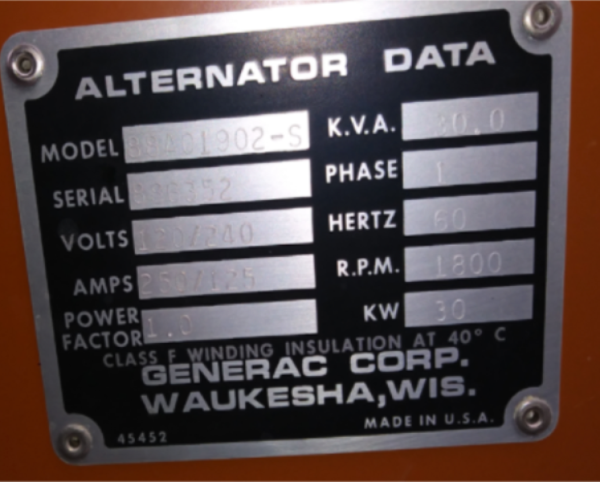 ALTERNATOR DATA
MODEL
SERIAL
VOLTS 120/240
AMPS 250/125
POWER FACTOR 1.0
K.V.A. 30.0
PHASE 1
HERTZ 60
R.P.M. 1800
KW 30
CLASS F WINDING INSULATION AT 40° C
GENERAC CORP.
WAUKESHA, WIS.
45452
MADE IN U.S.A.